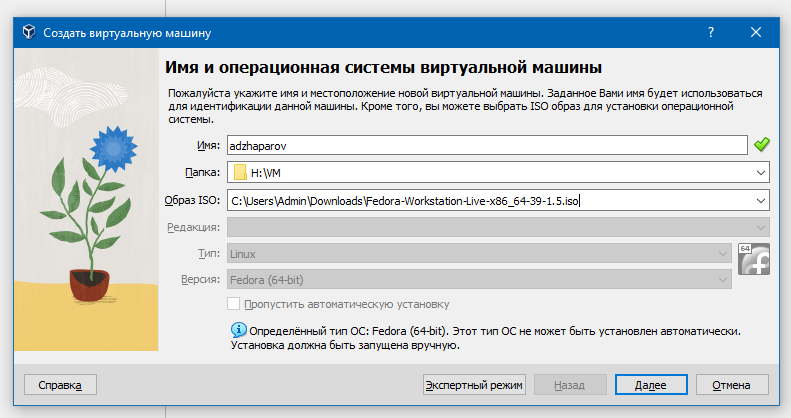 Создать виртуальную машину
Имя и операционная системы виртуальной машины
Пожалуйста укажите имя и местоположение новой виртуальной машины. Заданное Вами имя будет использоваться
для идентификации данной машины. Кроме того, вы можете выбрать ISO образ для установки операционной
системы.
Имя: adzhaparov
Папка: H:\VM
Образ ISO: C:\Users\Admin\Downloads\Fedora-Workstation-Live-x86_64-39-1.5.iso
Редакция:
Тип: Linux
64
Версия: Fedora (64-bit)
Пропустить автоматическую установку
Определённый тип ОС: Fedora (64-bit). Этот тип ОС не может быть установлен автоматически.
Установка должна быть запущена вручную.
Справка Экспертный режим Назад Далее Отмена